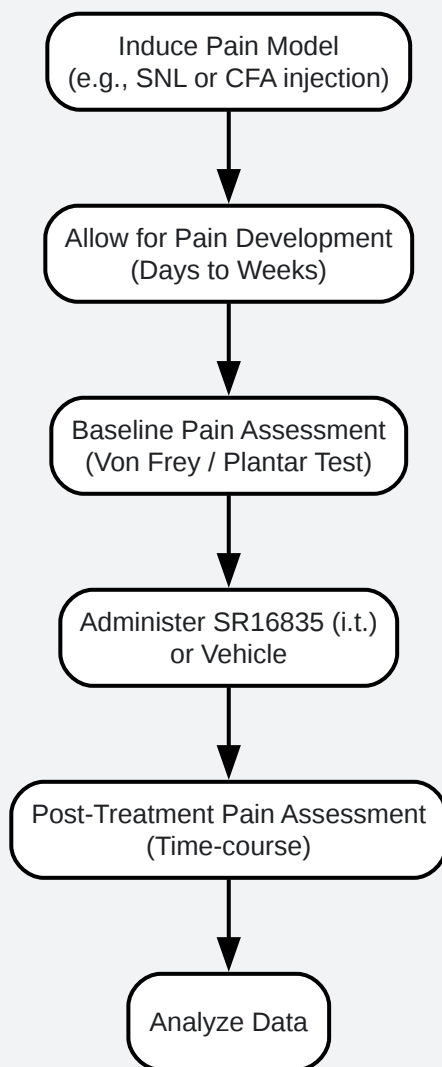 Induce Pain Model
(e.g., SNL or CFA injection)
Allow for Pain Development
(Days to Weeks)
Baseline Pain Assessment
(Von Frey / Plantar Test)
Administer SR16835 (i.t.)
or Vehicle
Post-Treatment Pain Assessment
(Time-course)
Analyze Data